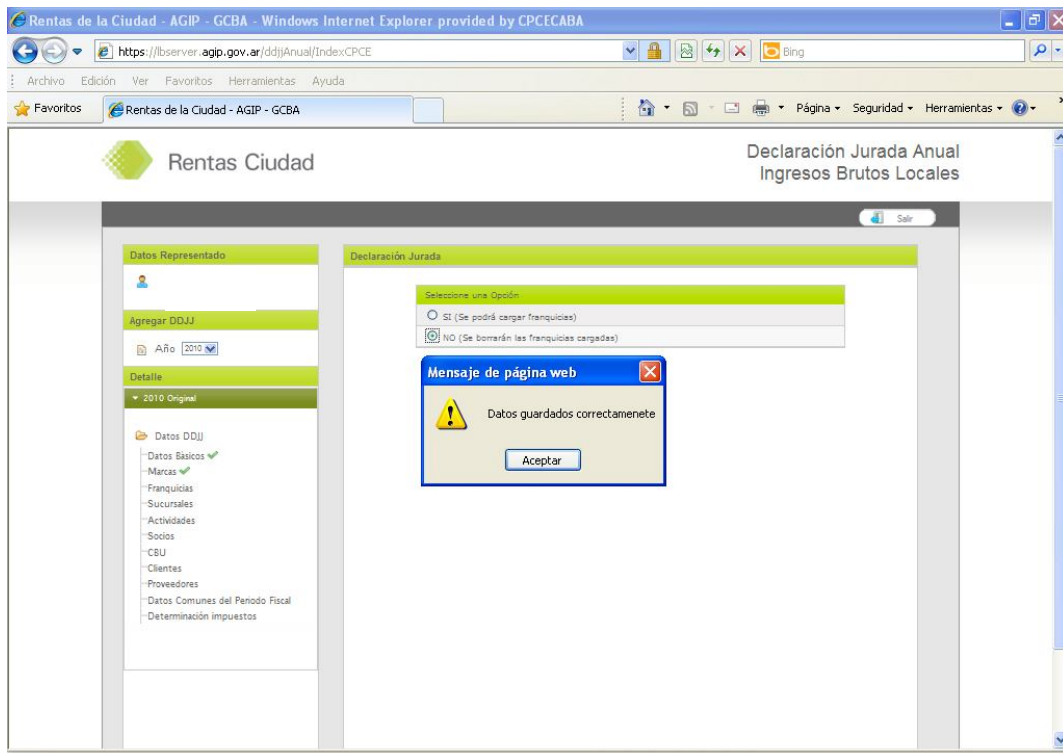 Rentas de la Ciudad - AGIP - GCBA - Windows Internet Explorer provided by CPCECABA
https://lbserver.agip.gov.ar/ddjjAnual/IndexCPCE
Bing
Archivo Edición Ver Favoritos Herramientas Ayuda
Favoritos
Rentas de la Ciudad - AGIP - GCBA
Página Seguridad Herramientas
Rentas Ciudad
Declaración Jurada Anual
Ingresos Brutos Locales
Salir
Datos Representado
Agregar DDJJ
Año 2010
Detalle
2010 Original
Datos DDJJ
Datos Básicos
Marcas
Franquicias
Sucursales
Actividades
Socios
CBU
Clientes
Proveedores
Datos Comunes del Periodo Fiscal
Determinación impuestos
Declaración Jurada
Seleccione una Opción
SI (Se podrá cargar franquicias)
NO (Se borrarán las franquicias cargadas)
Mensaje de página web
Datos guardados correctamenete
Aceptar